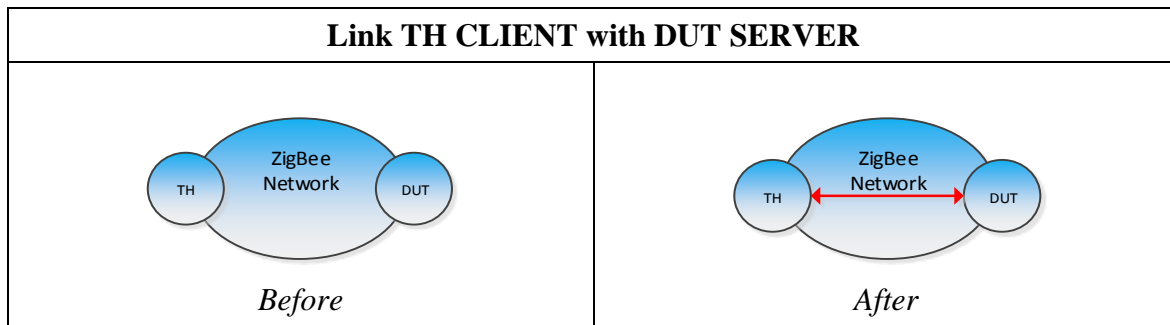 Link TH CLIENT with DUT SERVER
ZigBee
Network
TH
DUT
Before
ZigBee
Network
TH
DUT
After